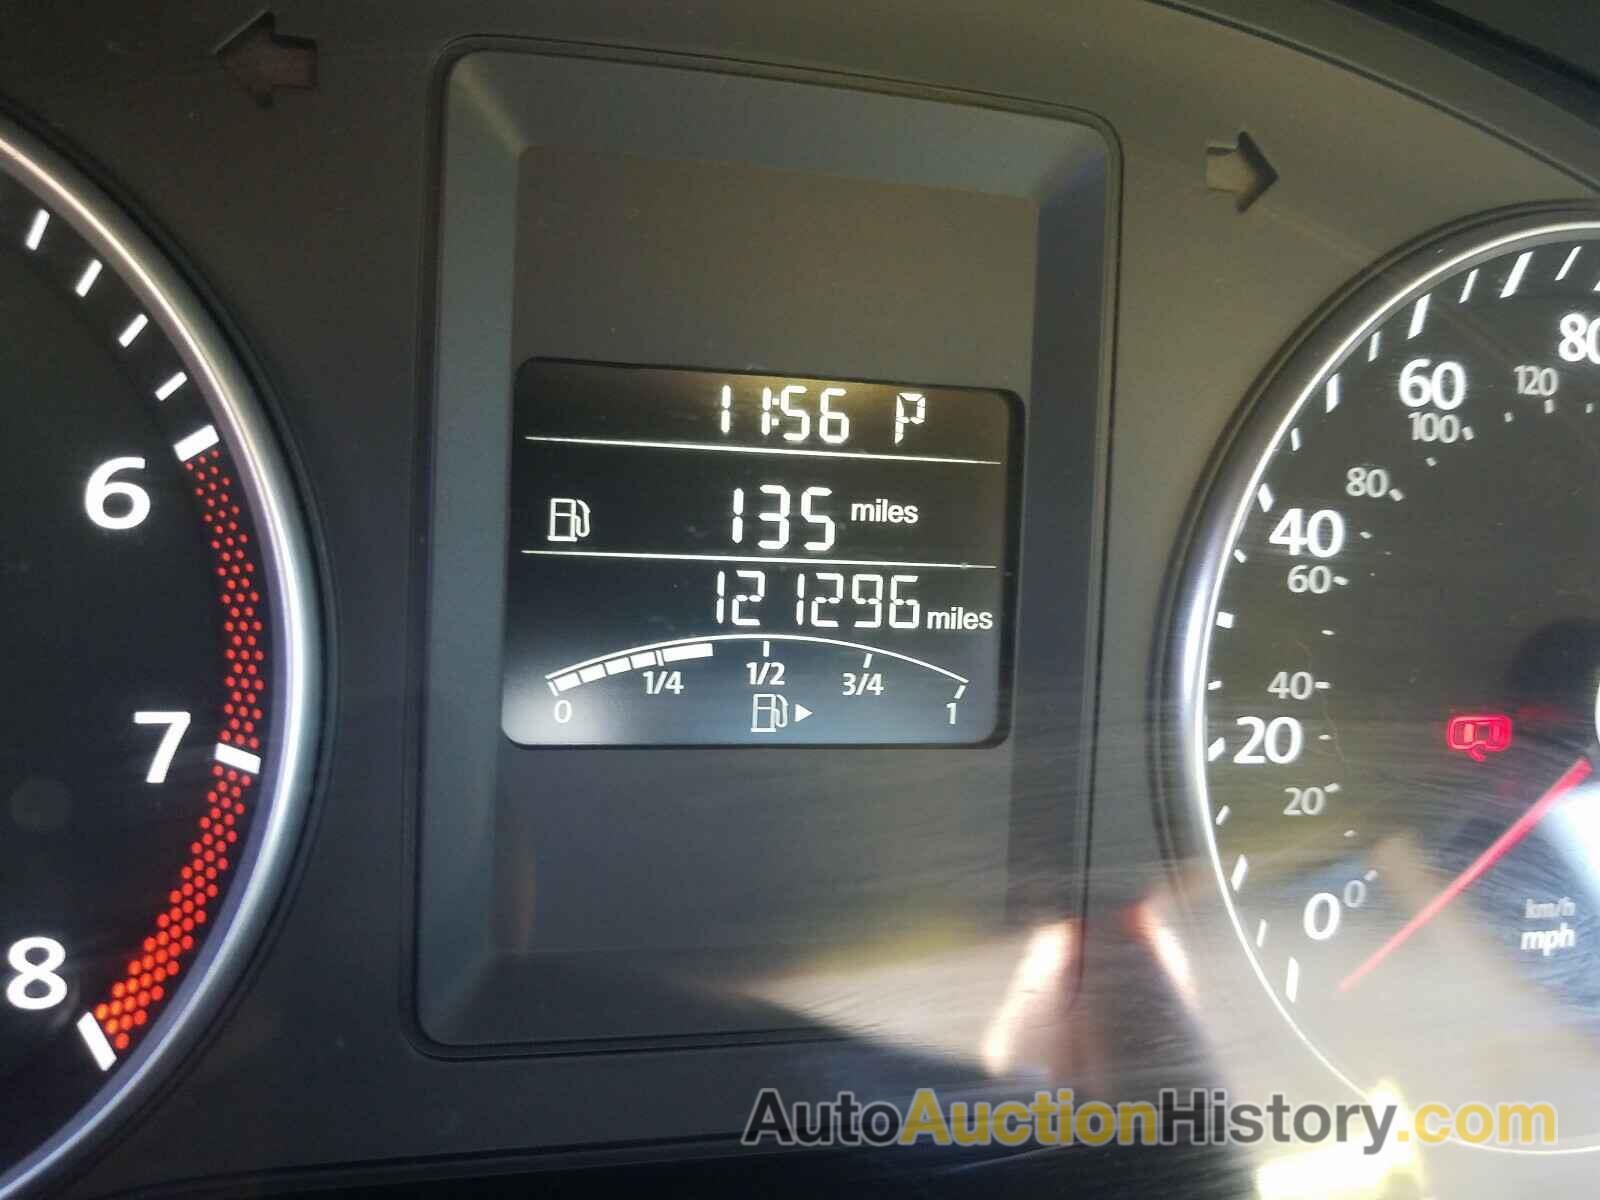 11:56 P
135 miles
121296 miles
0 1/4 1/2 3/4 1
6
7
8
0 20 40 60 80
0 20 40 60 80 100 120
km/h
mph
AutoAuctionHistory.com